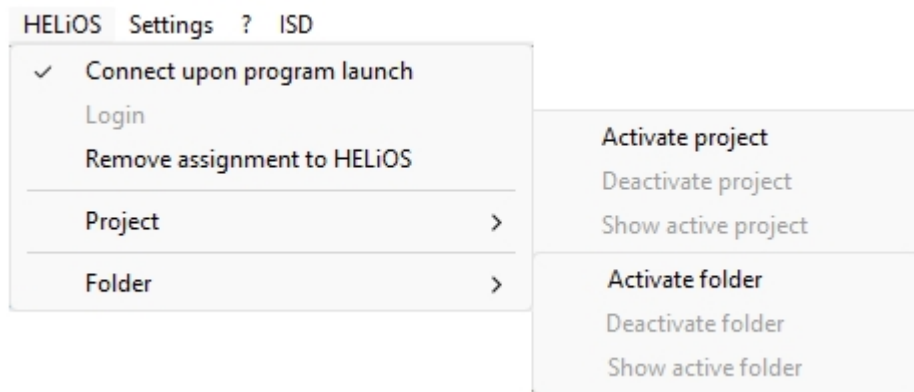 HELiOS Settings ? ISD
Connect upon program launch
Login
Remove assignment to HELiOS
Project
Folder
Activate project
Deactivate project
Show active project
Activate folder
Deactivate folder
Show active folder